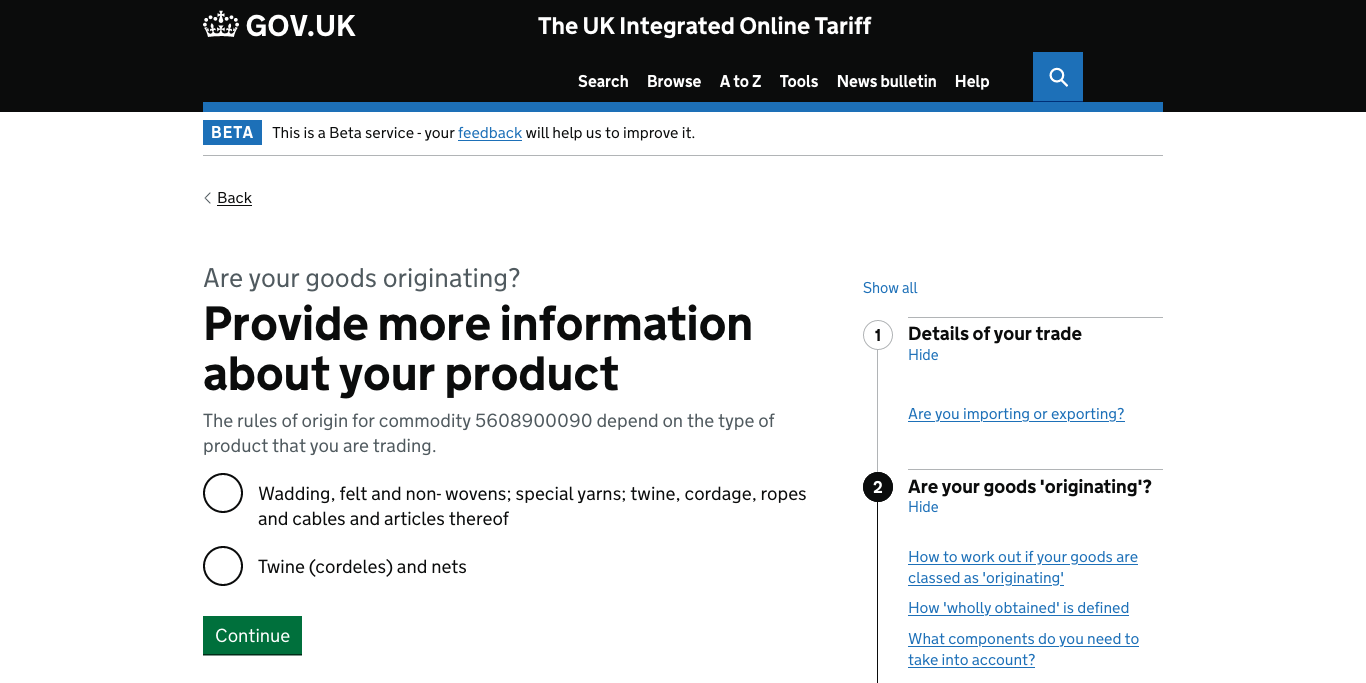 GOV.UK
The UK Integrated Online Tariff
Search Browse A to Z Tools News bulletin Help
BETA This is a Beta service - your feedback will help us to improve it.
Back
Are your goods originating?
Provide more information
about your product
The rules of origin for commodity 5608900090 depend on the type of
product that you are trading.
Wadding, felt and non- wovens; special yarns; twine, cordage, ropes
and cables and articles thereof
Twine (cordeles) and nets
Continue
Show all
1 Details of your trade
Hide
Are you importing or exporting?
2 Are your goods 'originating'?
Hide
How to work out if your goods are
classed as 'originating'
How 'wholly obtained' is defined
What components do you need to
take into account?